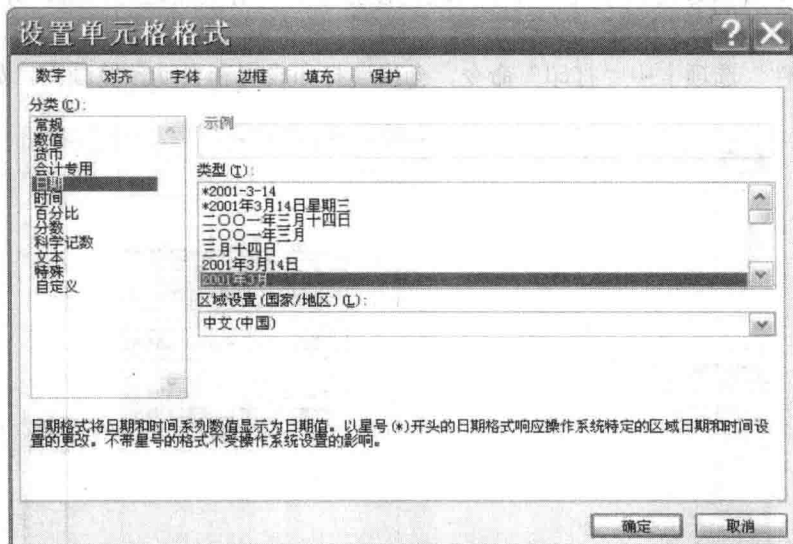 设置单元格格式
数字 对齐 字体 边框 填充 保护
分类(C):
常规
数值
货币
会计专用
日期
时间
百分比
分数
科学记数
文本
特殊
自定义
示例
类型(T):
*2001-3-14
*2001年3月14日星期三
二〇〇一年三月十四日
二〇〇一年三月
三月十四日
2001年3月14日
2001年3月
区域设置(国家/地区)(L):
中文(中国)
日期格式将日期和时间系列数值显示为日期值。以星号(*)开头的日期格式响应操作系统特定的区域日期和时间设
置的更改。不带星号的格式不受操作系统设置的影响。
确定 取消